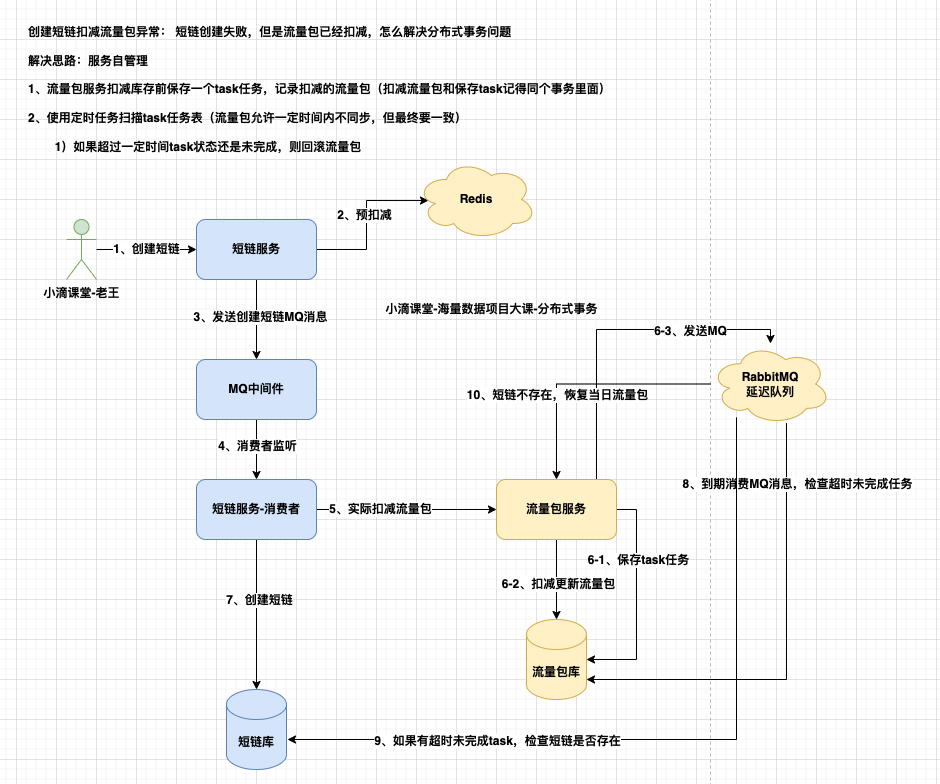 创建短链扣减流量包异常： 短链创建失败，但是流量包已经扣减，怎么解决分布式事务问题
解决思路：服务自管理
1、流量包服务扣减库存前保存一个task任务，记录扣减的流量包（扣减流量包和保存task记得同个事务里面）
2、使用定时任务扫描task任务表（流量包允许一定时间内不同步，但最终要一致）
1）如果超过一定时间task状态还是未完成，则回滚流量包
Redis
2、预扣减
1、创建短链
短链服务
小滴课堂-老王
3、发送创建短链MQ消息
小滴课堂-海量数据项目大课-分布式事务
6-3、发送MQ
RabbitMQ
延迟队列
MQ中间件
10、短链不存在，恢复当日流量包
4、消费者监听
8、到期消费MQ消息，检查超时未完成任务
短链服务-消费者
5、实际扣减流量包
流量包服务
6-1、保存task任务
6-2、扣减更新流量包
7、创建短链
流量包库
短链库
9、如果有超时未完成task，检查短链是否存在